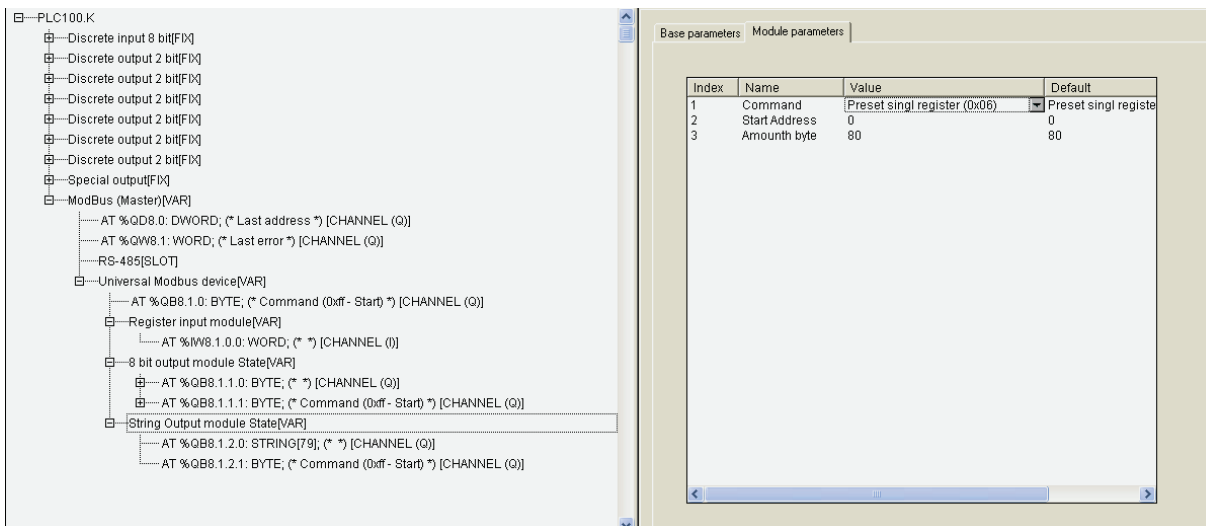 PLC100.K
Discrete input 8 bit[FIX]
Discrete output 2 bit[FIX]
Discrete output 2 bit[FIX]
Discrete output 2 bit[FIX]
Discrete output 2 bit[FIX]
Discrete output 2 bit[FIX]
Discrete output 2 bit[FIX]
Special output[FIX]
ModBus (Master)[VAR]
AT %QD8.0: DWORD; (* Last address *) [CHANNEL (Q)]
AT %QW8.1: WORD; (* Last error *) [CHANNEL (Q)]
RS-485[SLOT]
Universal Modbus device[VAR]
AT %QB8.1.0: BYTE; (* Command (0xff - Start) *) [CHANNEL (Q)]
Register input module[VAR]
AT %IW8.1.0.0: WORD; (* *) [CHANNEL (I)]
8 bit output module State[VAR]
AT %QB8.1.1.0: BYTE; (* *) [CHANNEL (Q)]
AT %QB8.1.1.1: BYTE; (* Command (0xff - Start) *) [CHANNEL (Q)]
String Output module State[VAR]
AT %QB8.1.2.0: STRING[79]; (* *) [CHANNEL (Q)]
AT %QB8.1.2.1: BYTE; (* Command (0xff - Start) *) [CHANNEL (Q)]
Base parameters Module parameters
Index Name Value Default
1 Command Preset singl register (0x06) Preset singl registe
2 Start Address 0 0
3 Amounth byte 80 80